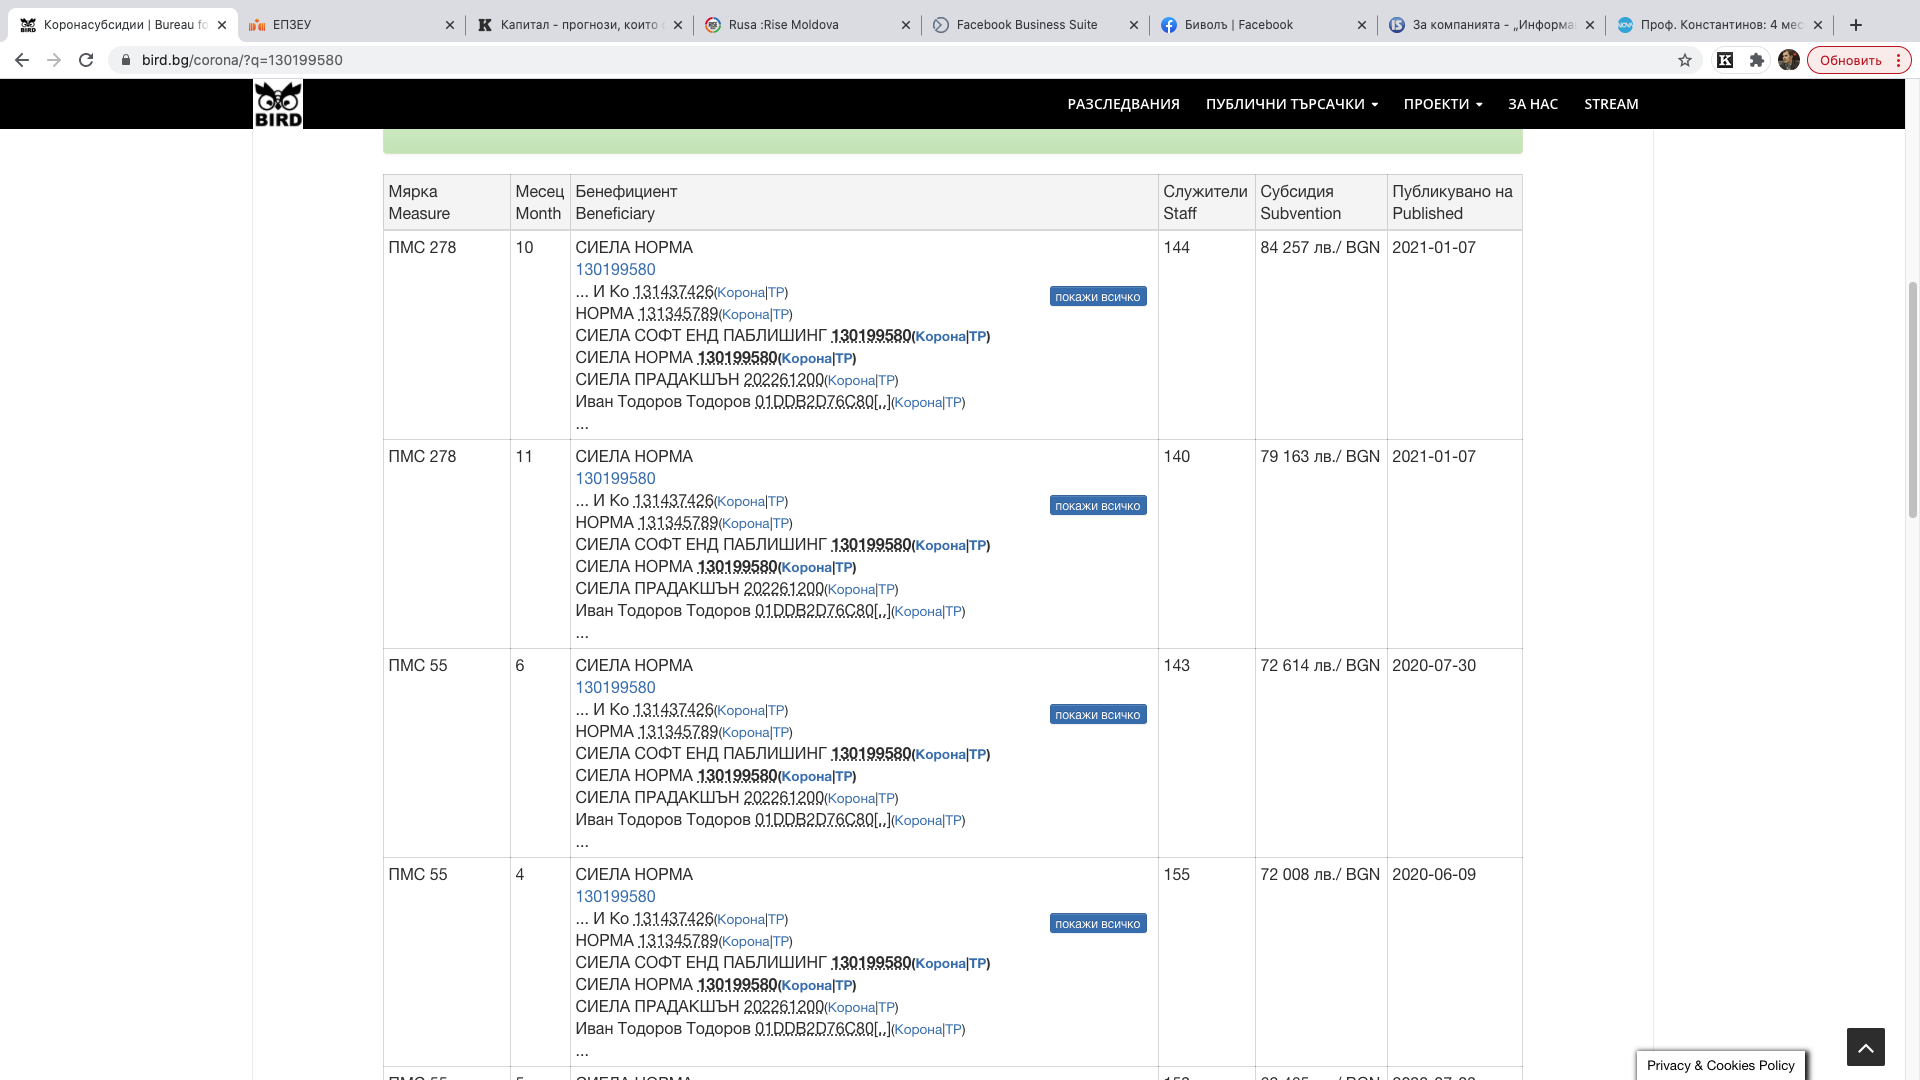 Коронасубсидии | Bureau fo
ЕПЗЕУ
Капитал - прогнози, които
Rusa :Rise Moldova
Facebook Business Suite
Биволъ | Facebook
За компанията - „Информа
Проф. Константинов: 4 мес
bird.bg/corona/?q=130199580
Обновить
BIRD
РАЗСЛЕДВАНИЯ ПУБЛИЧНИ ТЪРСАЧКИ ПРОЕКТИ ЗА НАС STREAM
Мярка Месец Бенефициент Служители Субсидия Публикувано на
Measure Month Beneficiary Staff Subvention Published
ПМС 278 10 СИЕЛА НОРМА 144 84 257 лв./ BGN 2021-01-07
130199580
... И Ко 131437426(Корона|ТР) покажи всичко
НОРМА 131345789(Корона|ТР)
СИЕЛА СОФТ ЕНД ПАБЛИШИНГ 130199580(Корона|ТР)
СИЕЛА НОРМА 130199580(Корона|ТР)
СИЕЛА ПРАДАКШЪН 202261200(Корона|ТР)
Иван Тодоров Тодоров 01DDB2D76C80[,,](Корона|ТР)
...
ПМС 278 11 СИЕЛА НОРМА 140 79 163 лв./ BGN 2021-01-07
130199580
... И Ко 131437426(Корона|ТР) покажи всичко
НОРМА 131345789(Корона|ТР)
СИЕЛА СОФТ ЕНД ПАБЛИШИНГ 130199580(Корона|ТР)
СИЕЛА НОРМА 130199580(Корона|ТР)
СИЕЛА ПРАДАКШЪН 202261200(Корона|ТР)
Иван Тодоров Тодоров 01DDB2D76C80[,,](Корона|ТР)
...
ПМС 55 6 СИЕЛА НОРМА 143 72 614 лв./ BGN 2020-07-30
130199580
... И Ко 131437426(Корона|ТР) покажи всичко
НОРМА 131345789(Корона|ТР)
СИЕЛА СОФТ ЕНД ПАБЛИШИНГ 130199580(Корона|ТР)
СИЕЛА НОРМА 130199580(Корона|ТР)
СИЕЛА ПРАДАКШЪН 202261200(Корона|ТР)
Иван Тодоров Тодоров 01DDB2D76C80[,,](Корона|ТР)
...
ПМС 55 4 СИЕЛА НОРМА 155 72 008 лв./ BGN 2020-06-09
130199580
... И Ко 131437426(Корона|ТР) покажи всичко
НОРМА 131345789(Корона|ТР)
СИЕЛА СОФТ ЕНД ПАБЛИШИНГ 130199580(Корона|ТР)
СИЕЛА НОРМА 130199580(Корона|ТР)
СИЕЛА ПРАДАКШЪН 202261200(Корона|ТР)
Иван Тодоров Тодоров 01DDB2D76C80[,,](Корона|ТР)
...
Privacy & Cookies Policy